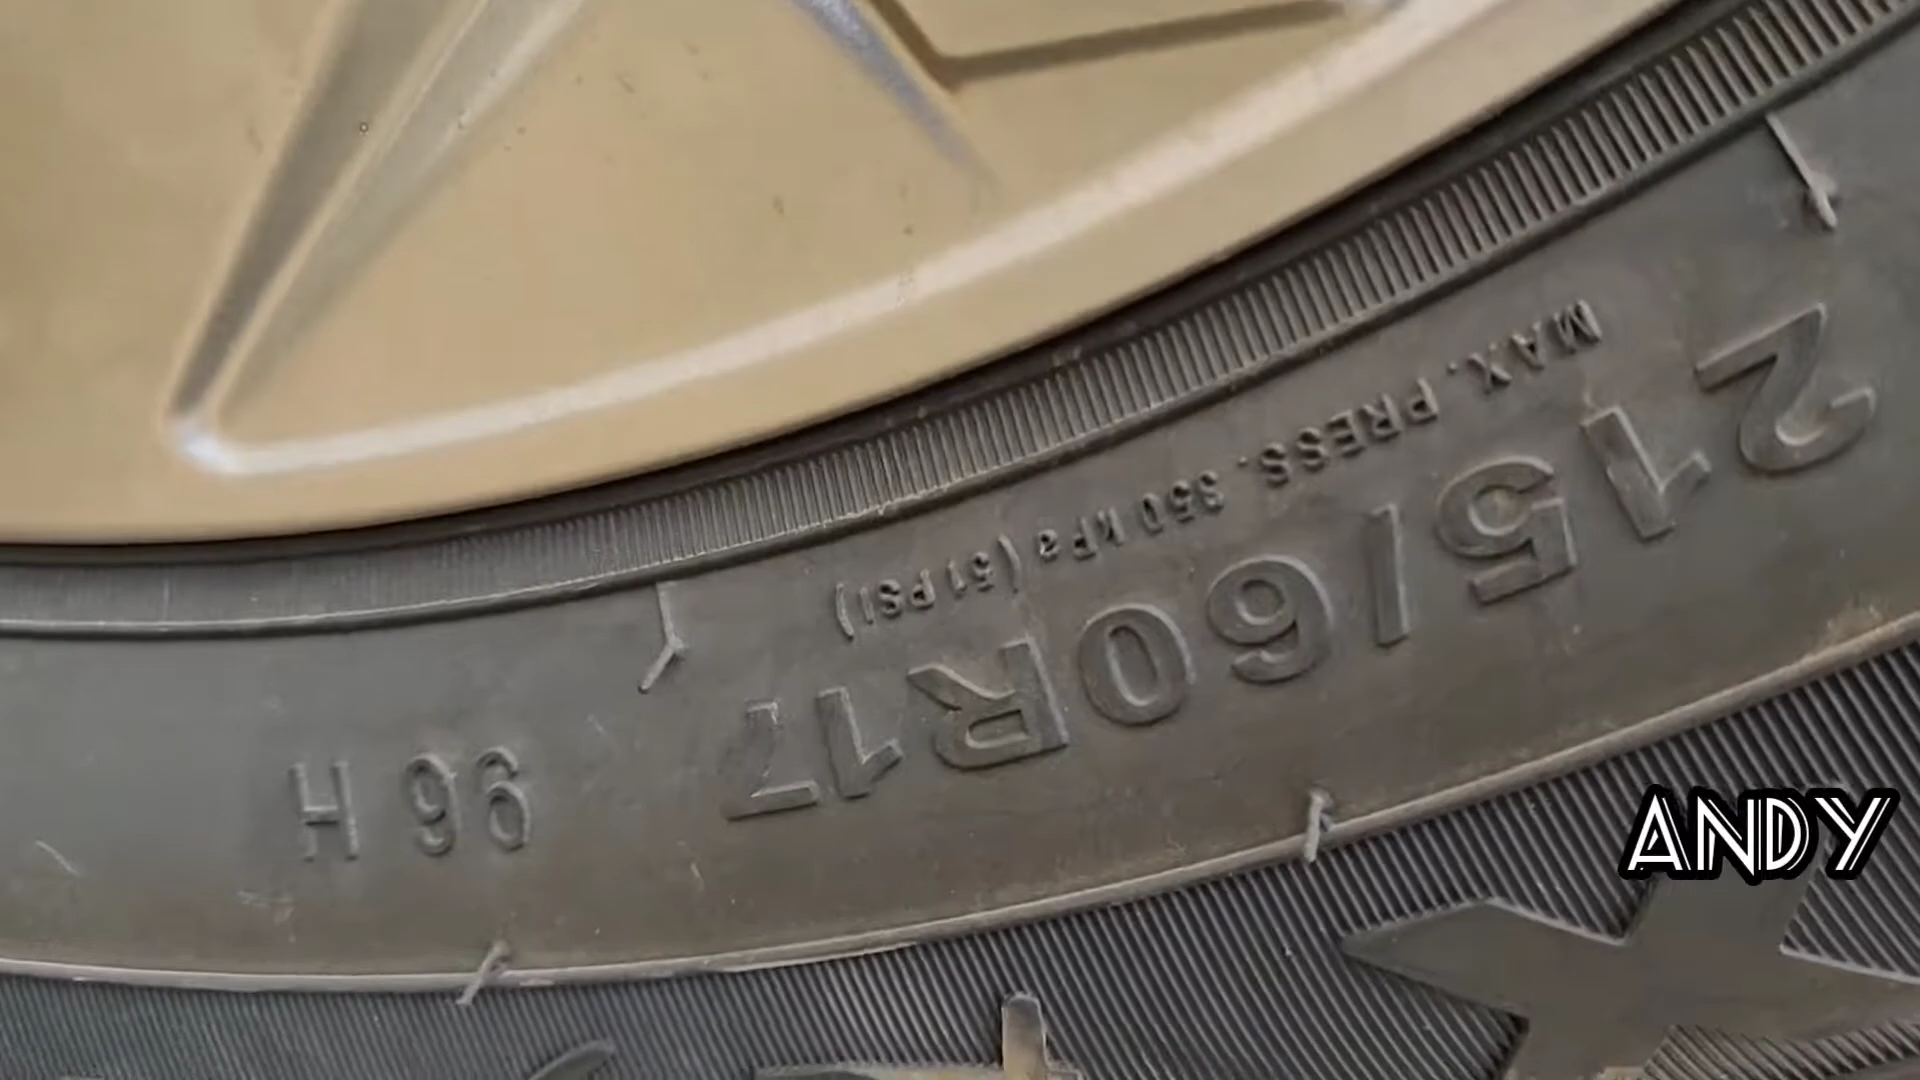 MAX. PRESS. 350 kPa (51 PSI)
215/60R17 96 H
ANDY